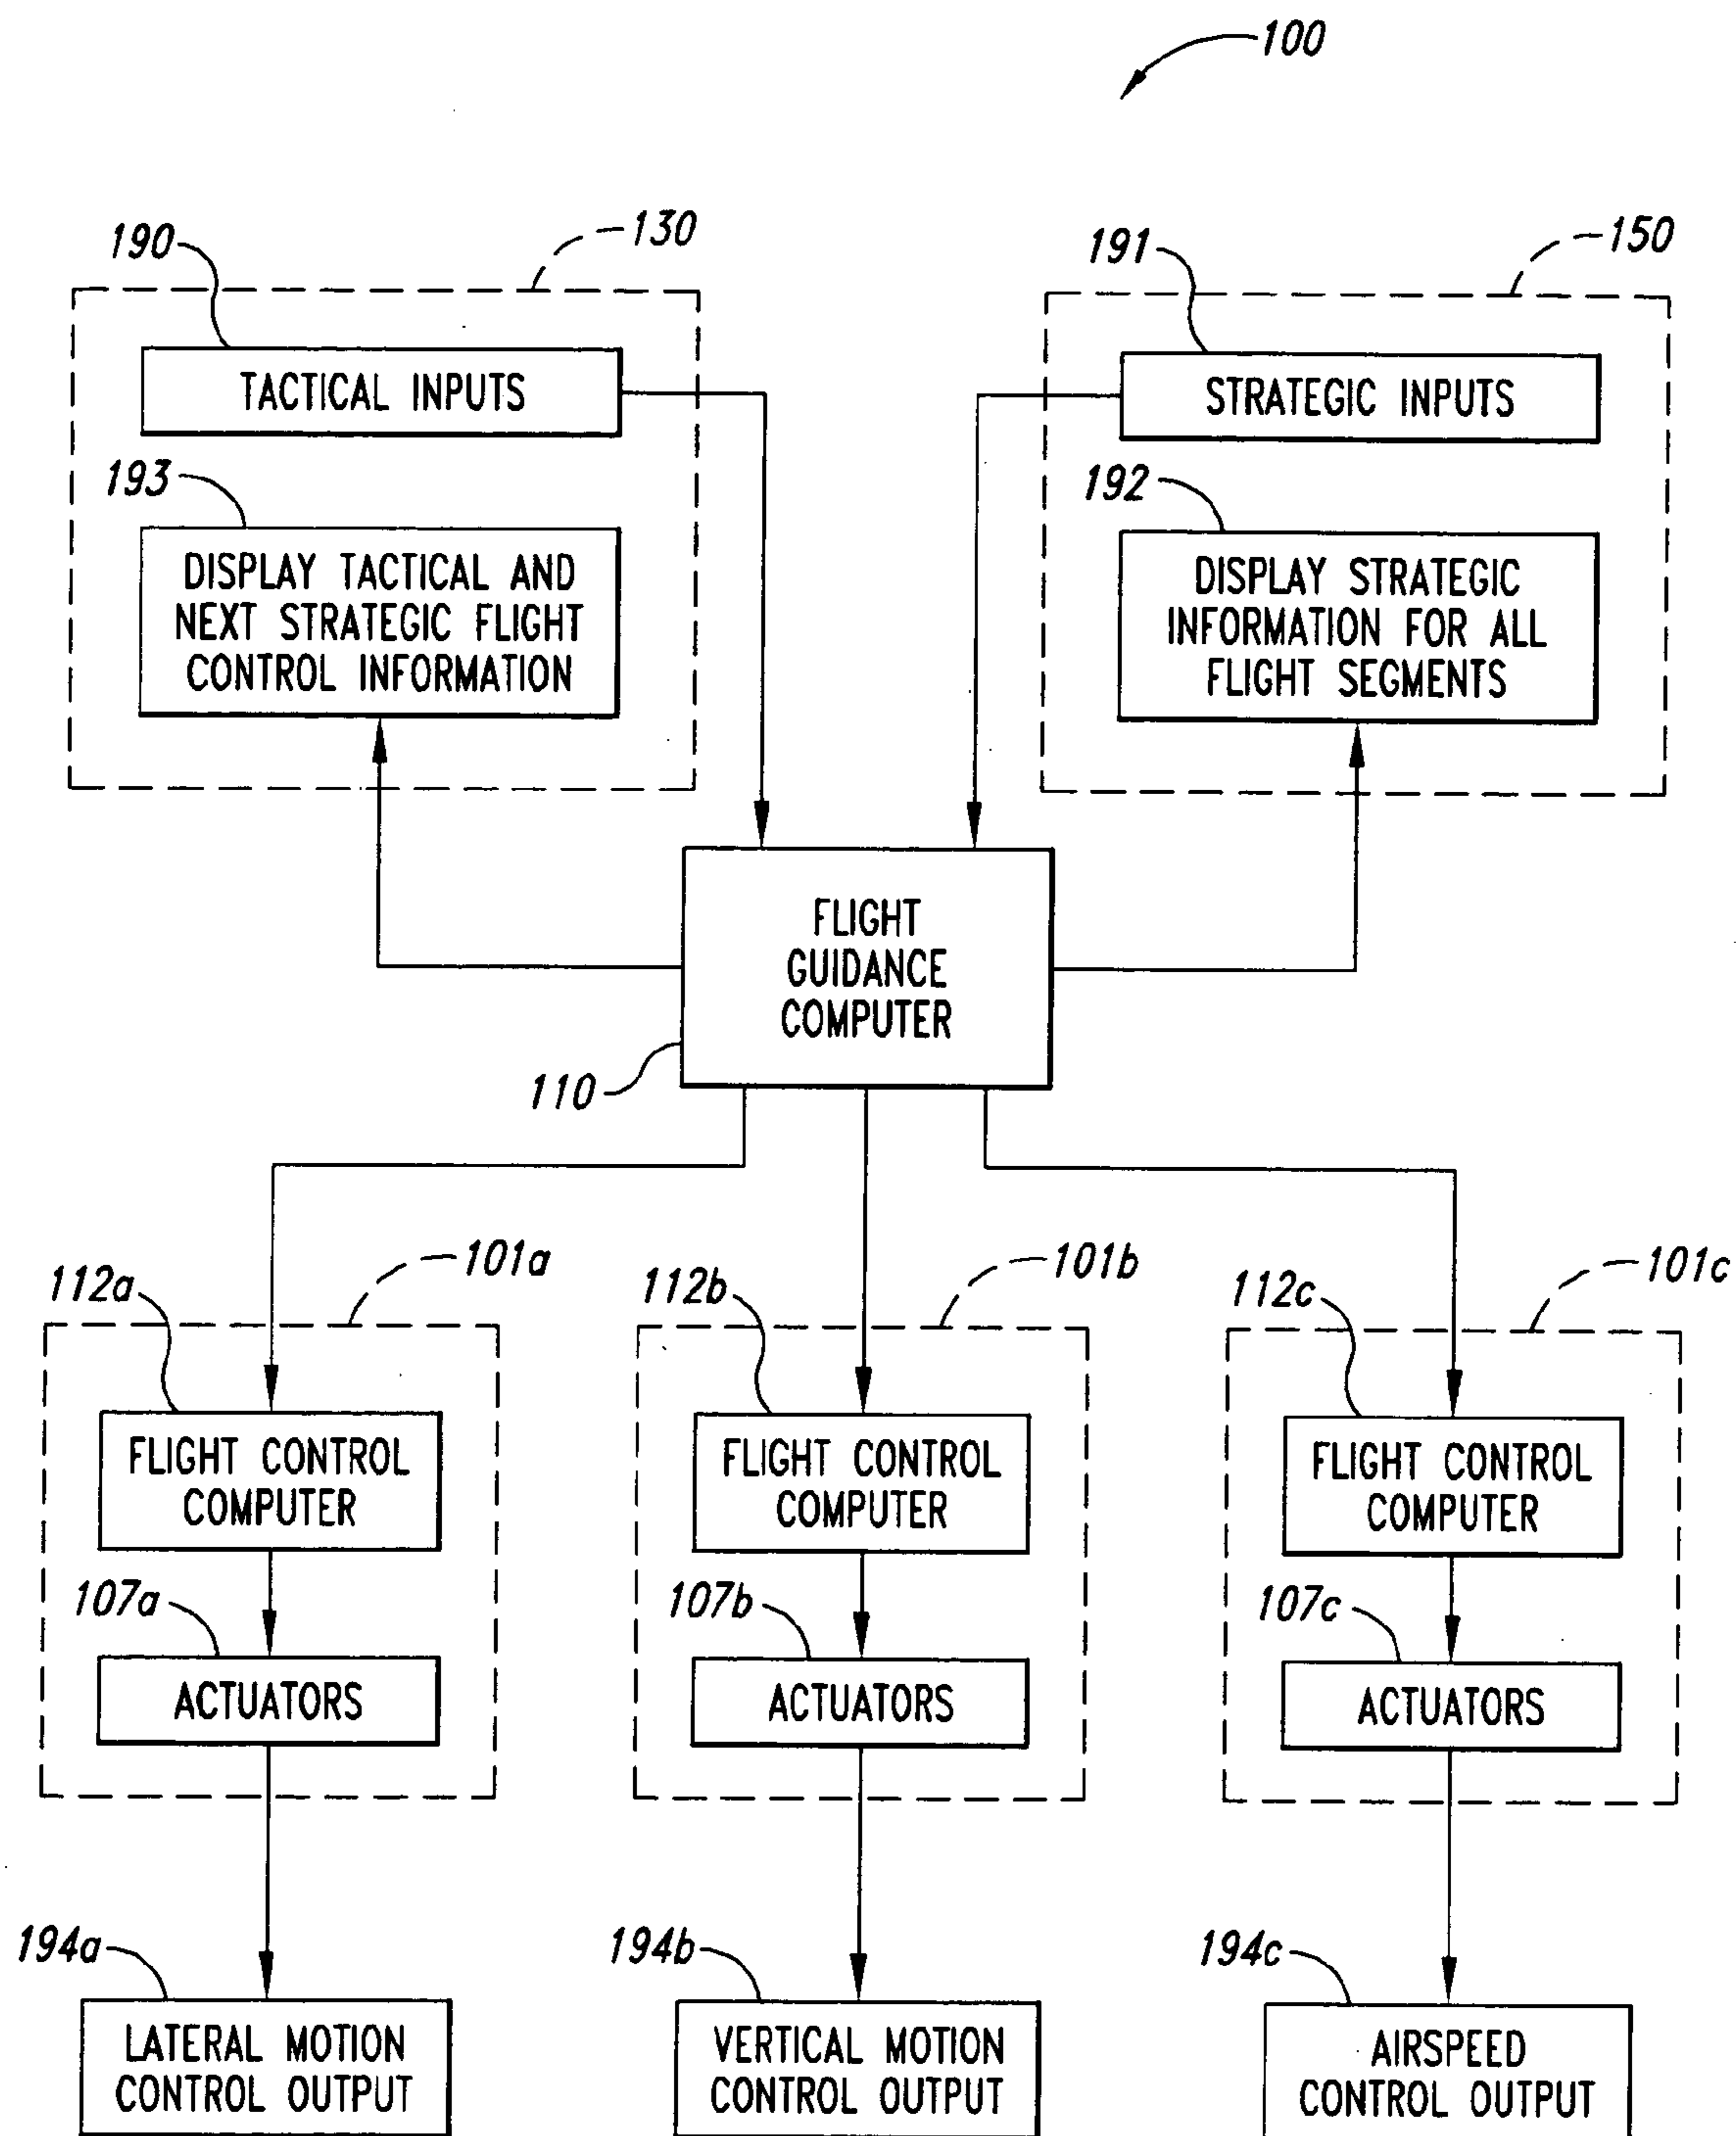 100
190
130
191
150
TACTICAL INPUTS
STRATEGIC INPUTS
193
192
DISPLAY TACTICAL AND
NEXT STRATEGIC FLIGHT
CONTROL INFORMATION
DISPLAY STRATEGIC
INFORMATION FOR ALL
FLIGHT SEGMENTS
FLIGHT
GUIDANCE
COMPUTER
110
112a
101a
112b
101b
112c
101c
FLIGHT CONTROL
COMPUTER
FLIGHT CONTROL
COMPUTER
FLIGHT CONTROL
COMPUTER
107a
107b
107c
ACTUATORS
ACTUATORS
ACTUATORS
194a
194b
194c
LATERAL MOTION
CONTROL OUTPUT
VERTICAL MOTION
CONTROL OUTPUT
AIRSPEED
CONTROL OUTPUT